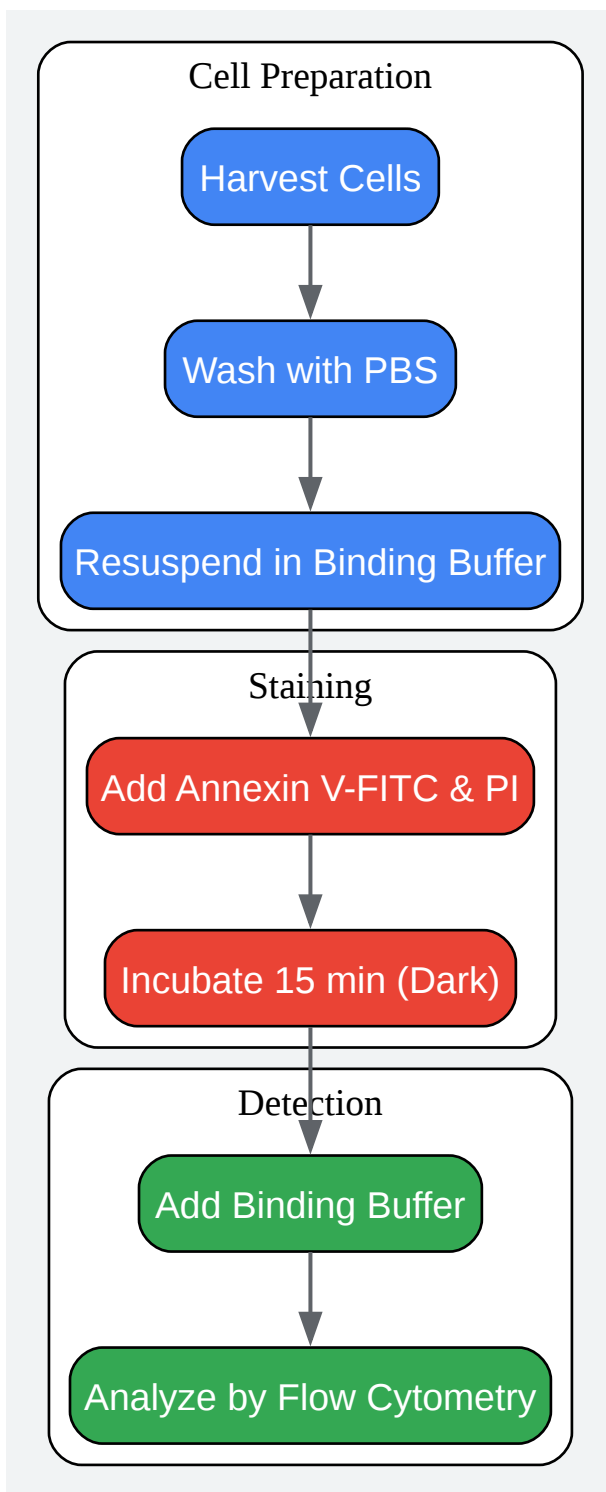 Cell Preparation
Harvest Cells
Wash with PBS
Resuspend in Binding Buffer
Staining
Add Annexin V-FITC & PI
Incubate 15 min (Dark)
Detection
Add Binding Buffer
Analyze by Flow Cytometry